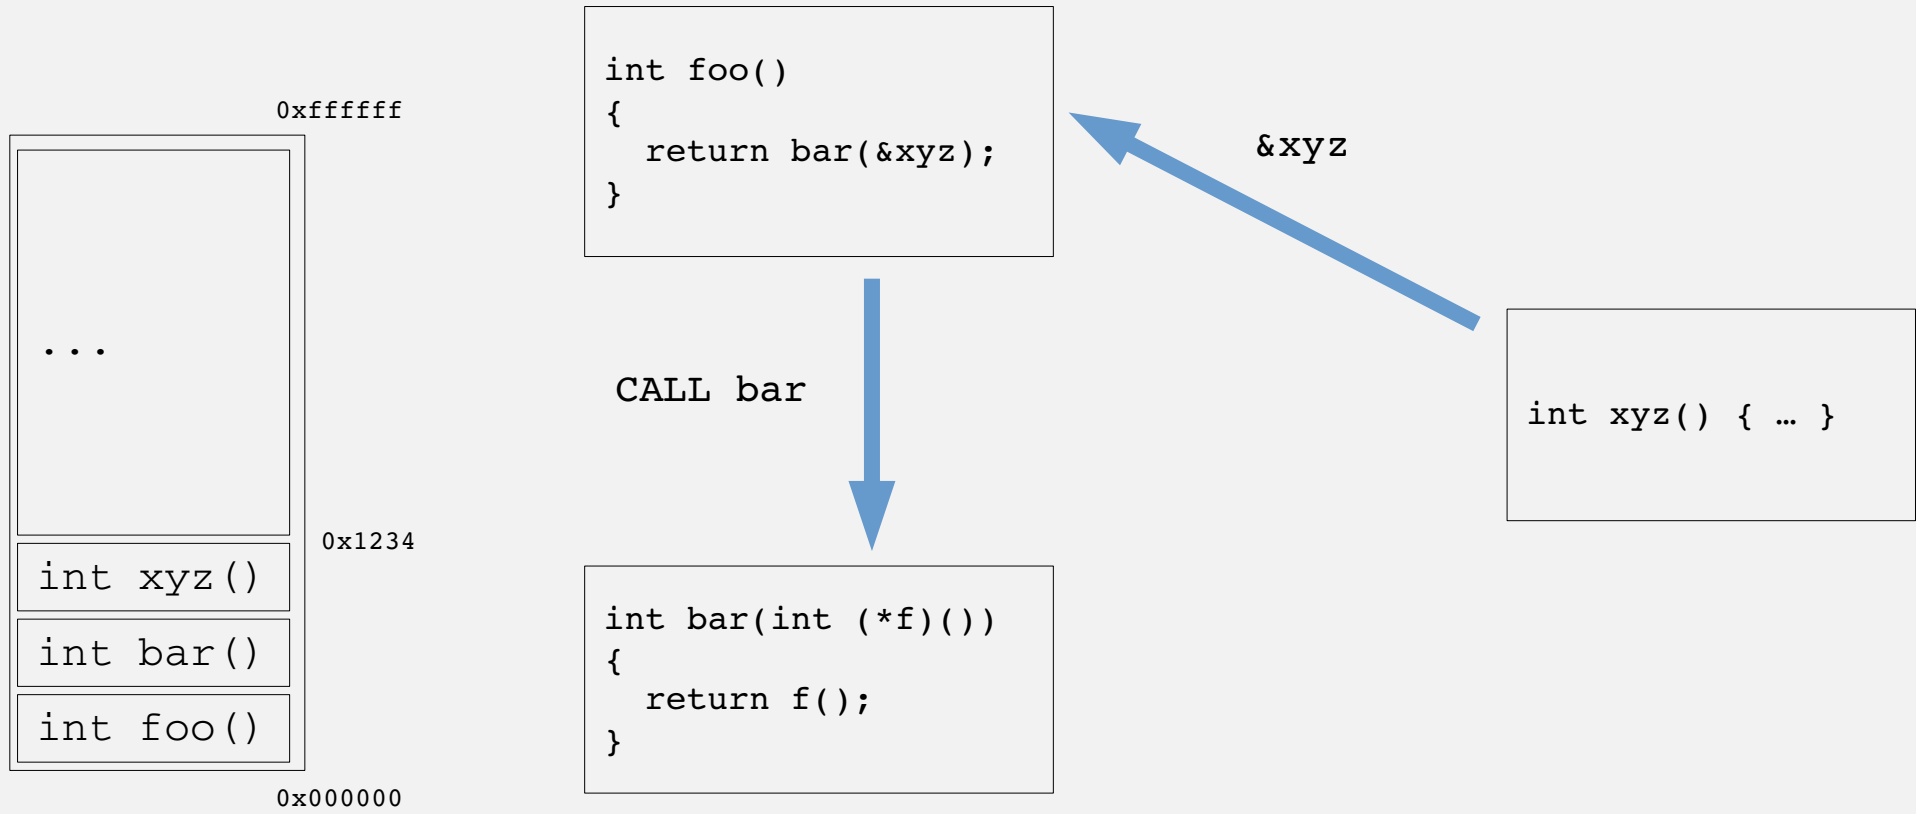 0xffffff
...
0x1234
int xyz()
int bar()
int foo()
0x000000
int foo()
{
  return bar(&xyz);
}
&xyz
CALL bar
int xyz() { … }
int bar(int (*f)())
{
  return f();
}